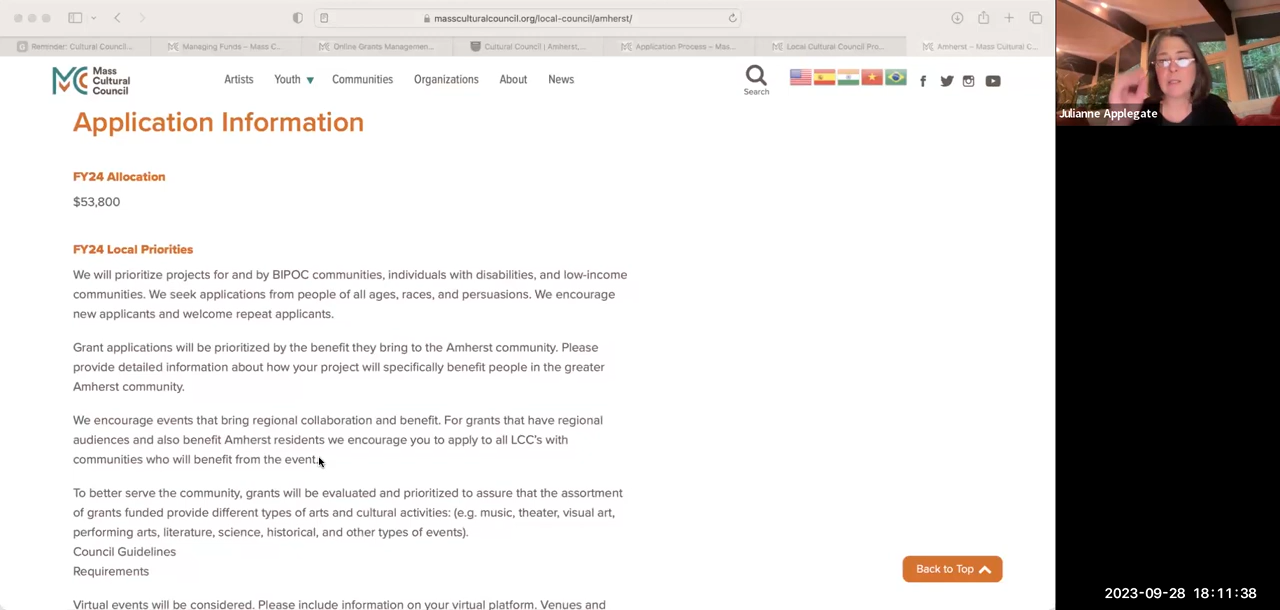 massculturalcouncil.org/local-council/amherst/
Reminder: Cultural Council...
Managing Funds – Mass C...
Online Grants Managemen...
Cultural Council | Amherst,...
Application Process – Mas...
Local Cultural Council Pro...
Amherst – Mass Cultural C...
Mass
Cultural
Council
Artists
Youth
Communities
Organizations
About
News
Search
Julianne Applegate
Application Information
FY24 Allocation
$53,800
FY24 Local Priorities
We will prioritize projects for and by BIPOC communities, individuals with disabilities, and low-income
communities. We seek applications from people of all ages, races, and persuasions. We encourage
new applicants and welcome repeat applicants.
Grant applications will be prioritized by the benefit they bring to the Amherst community. Please
provide detailed information about how your project will specifically benefit people in the greater
Amherst community.
We encourage events that bring regional collaboration and benefit. For grants that have regional
audiences and also benefit Amherst residents we encourage you to apply to all LCC's with
communities who will benefit from the event.
To better serve the community, grants will be evaluated and prioritized to assure that the assortment
of grants funded provide different types of arts and cultural activities: (e.g. music, theater, visual art,
performing arts, literature, science, historical, and other types of events).
Council Guidelines
Requirements
Back to Top
Virtual events will be considered. Please include information on your virtual platform. Venues and
2023-09-28 18:11:38